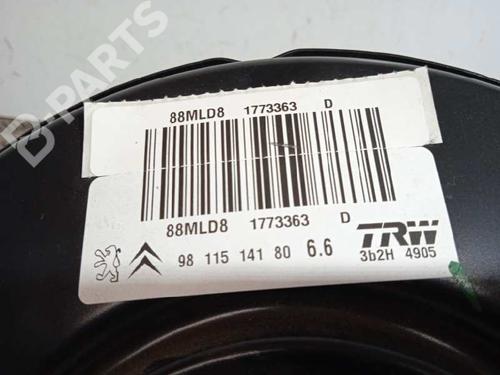 B-PARTS
88MLD8 1773363 D
88MLD8 1773363 D
98 115 141 80 6.6
TRW
3b2H 4905